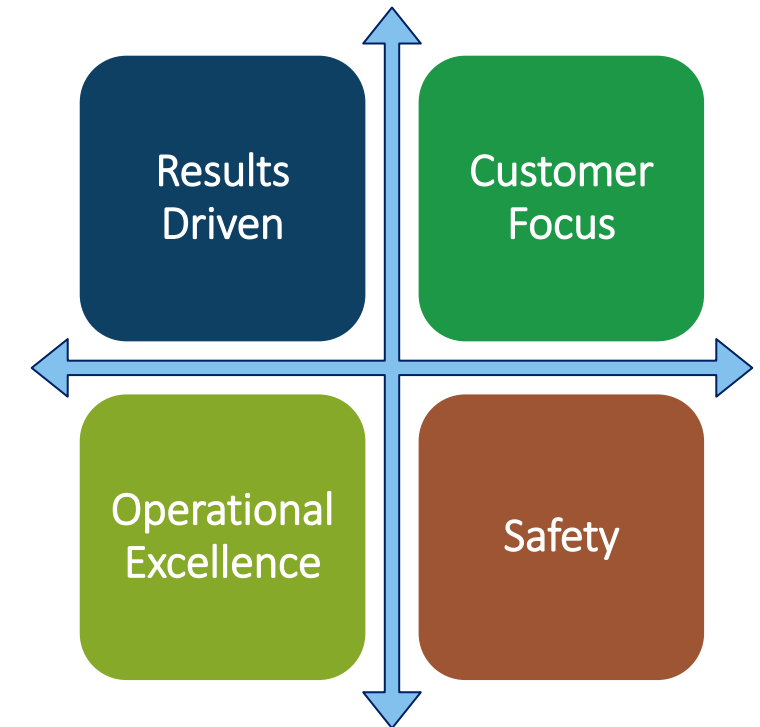 Results
Driven
Customer
Focus
Operational
Excellence
Safety